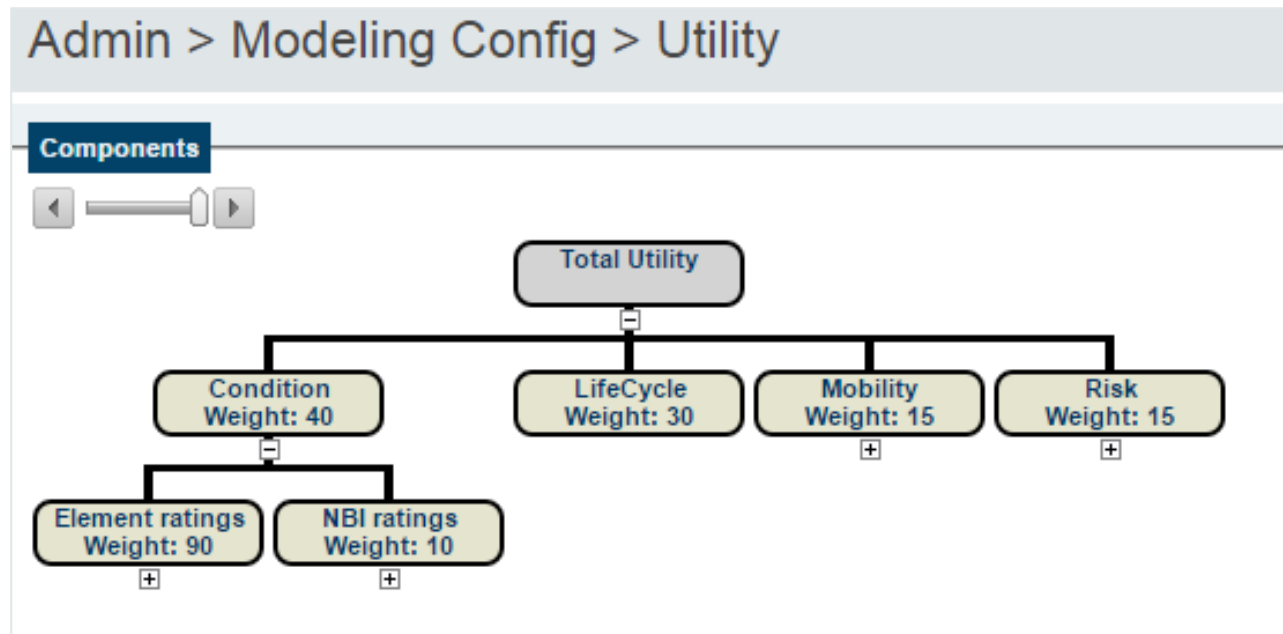 Admin > Modeling Config > Utility
Components
Total Utility
Condition
Weight: 40
LifeCycle
Weight: 30
Mobility
Weight: 15
Risk
Weight: 15
Element ratings
Weight: 90
NBI ratings
Weight: 10